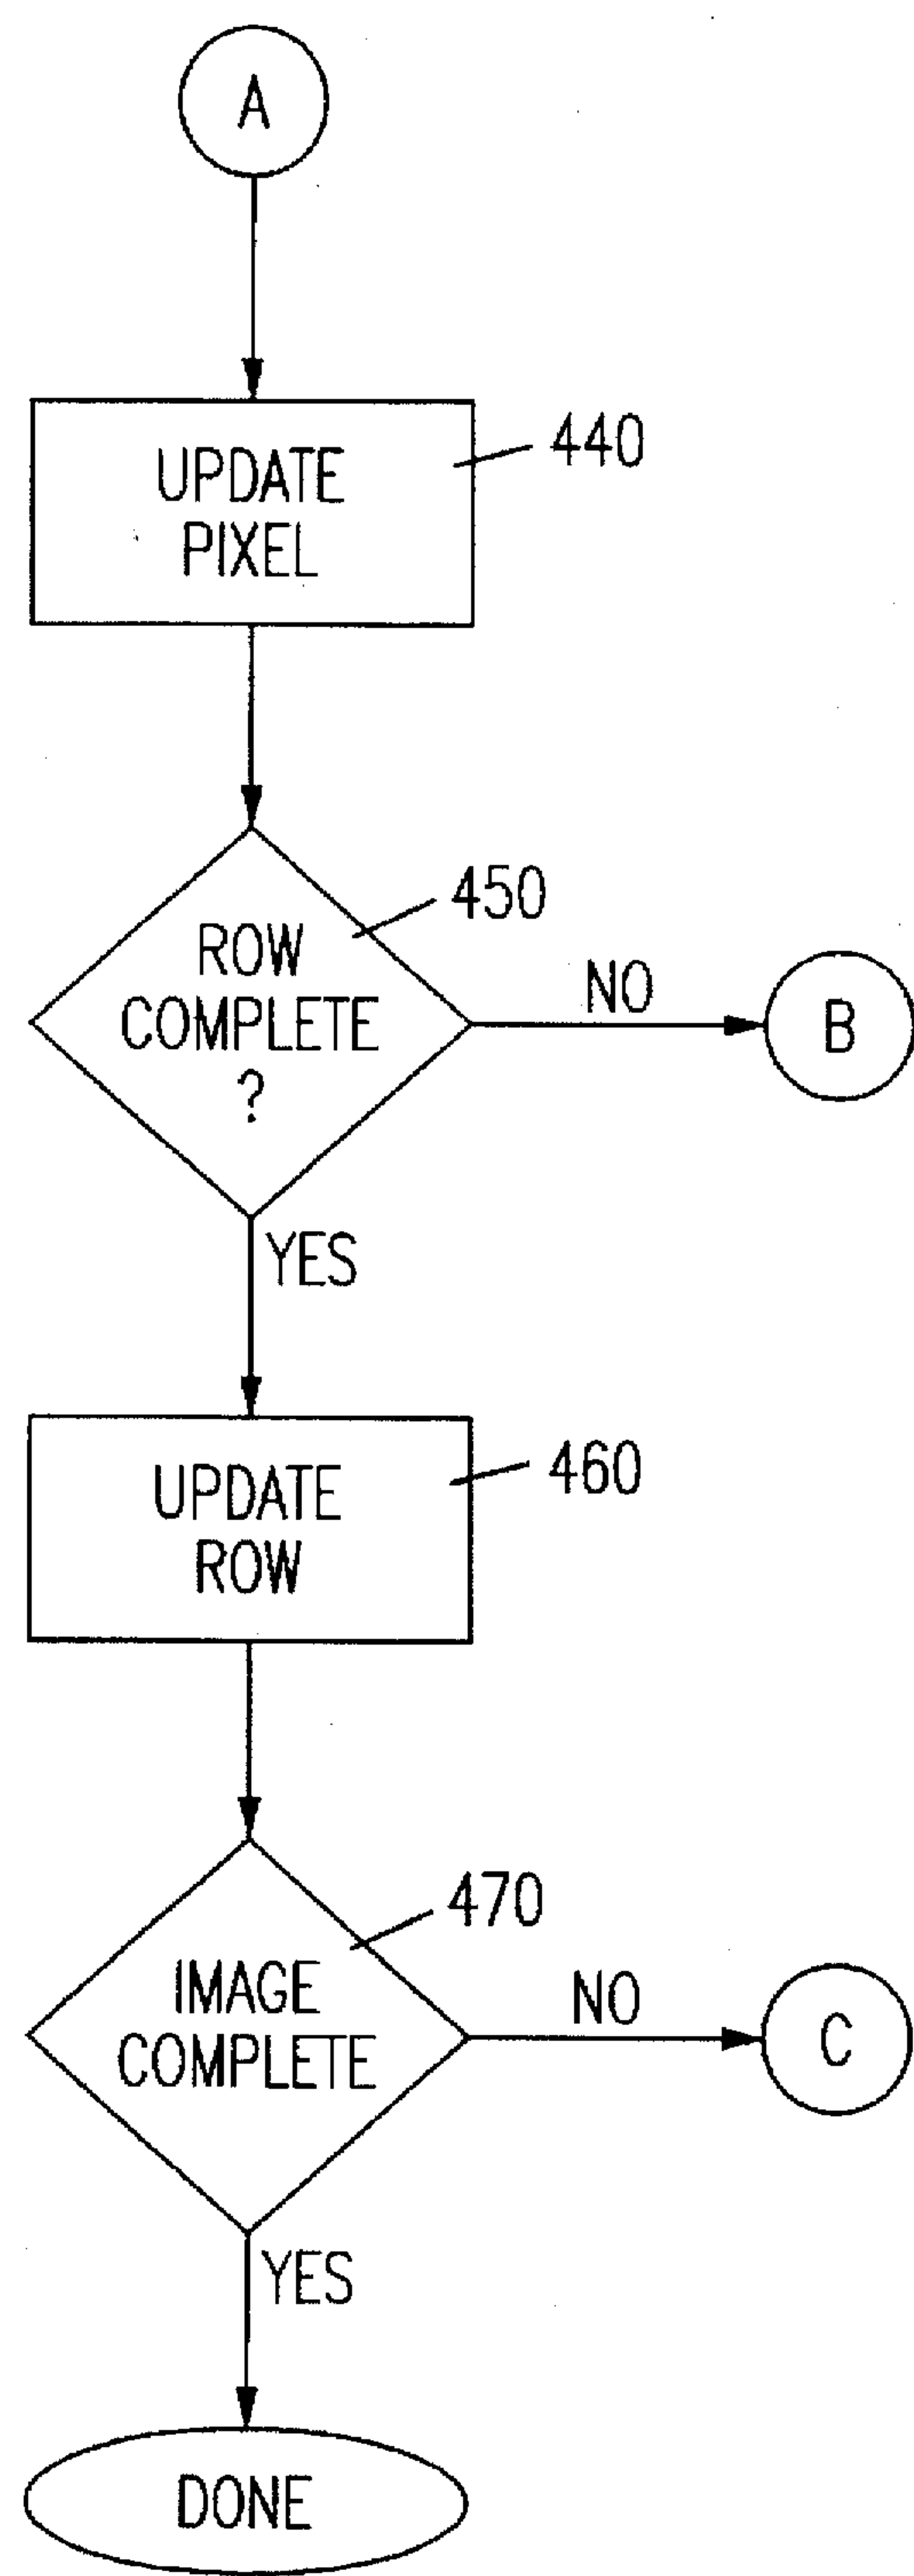 A
UPDATE
PIXEL
440
ROW
COMPLETE
?
450
NO
B
YES
UPDATE
ROW
460
IMAGE
COMPLETE
470
NO
C
YES
DONE